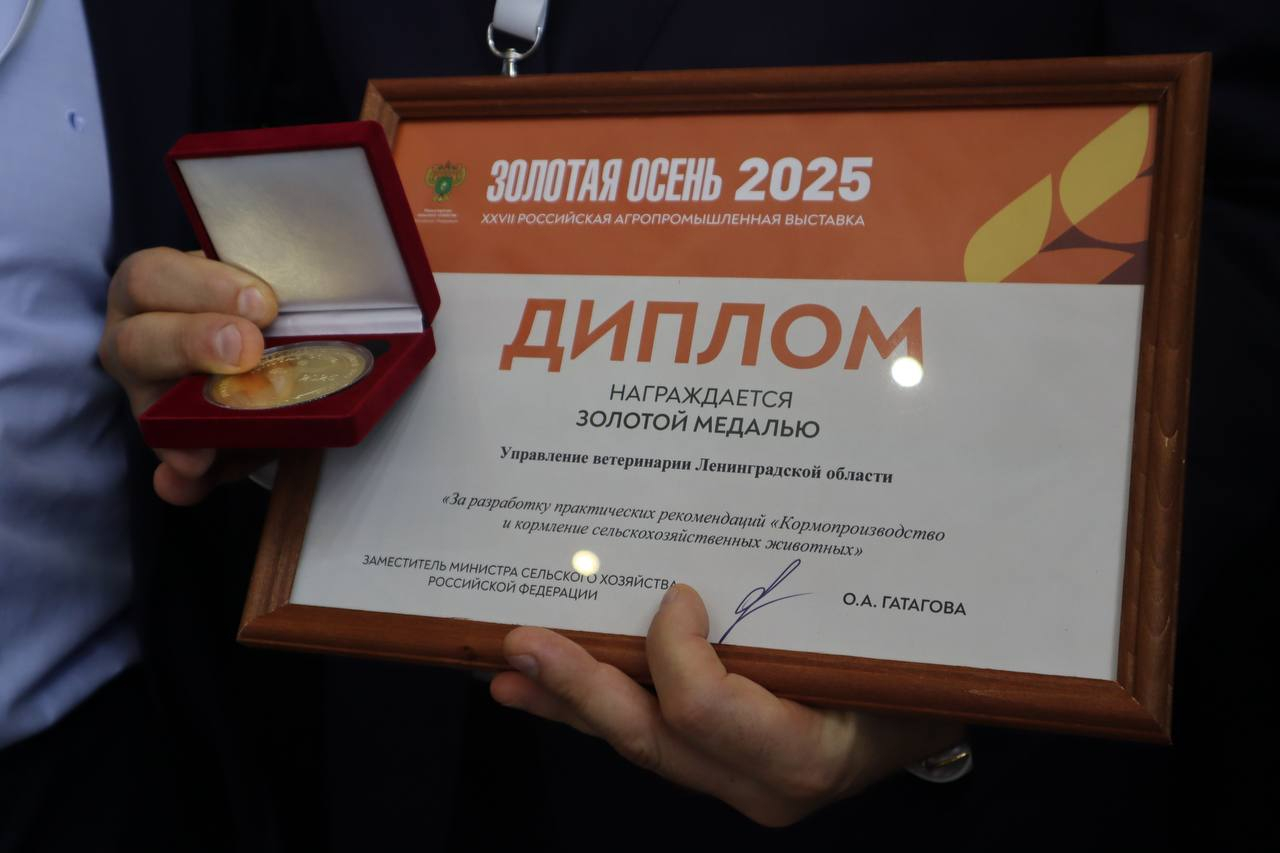 ЗОЛОТАЯ ОСЕНЬ 2025
XXVII РОССИЙСКАЯ АГРОПРОМЫШЛЕННАЯ ВЫСТАВКА
ДИПЛОМ
НАГРАЖДАЕТСЯ
ЗОЛОТОЙ МЕДАЛЬЮ
Управление ветеринарии Ленинградской области
«За разработку практических рекомендаций «Кормопроизводство
и кормление сельскохозяйственных животных»
ЗАМЕСТИТЕЛЬ МИНИСТРА СЕЛЬСКОГО ХОЗЯЙСТВА
РОССИЙСКОЙ ФЕДЕРАЦИИ
О.А. ГАТАГОВА